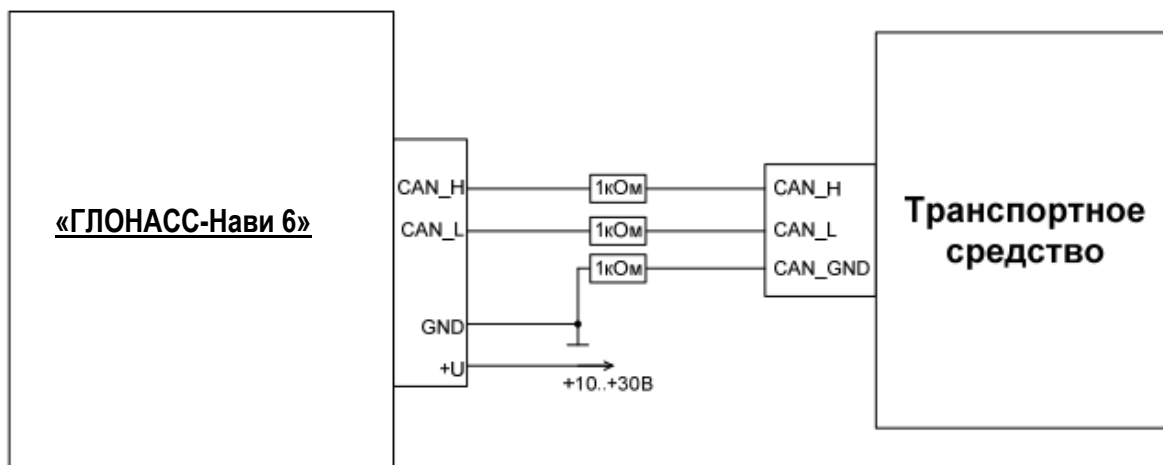 «ГЛОНАСС-Нави 6»
CAN_H
CAN_L
GND
+U
1кОм
1кОм
1кОм
+10..+30В
CAN_H
CAN_L
CAN_GND
Транспортное
средство